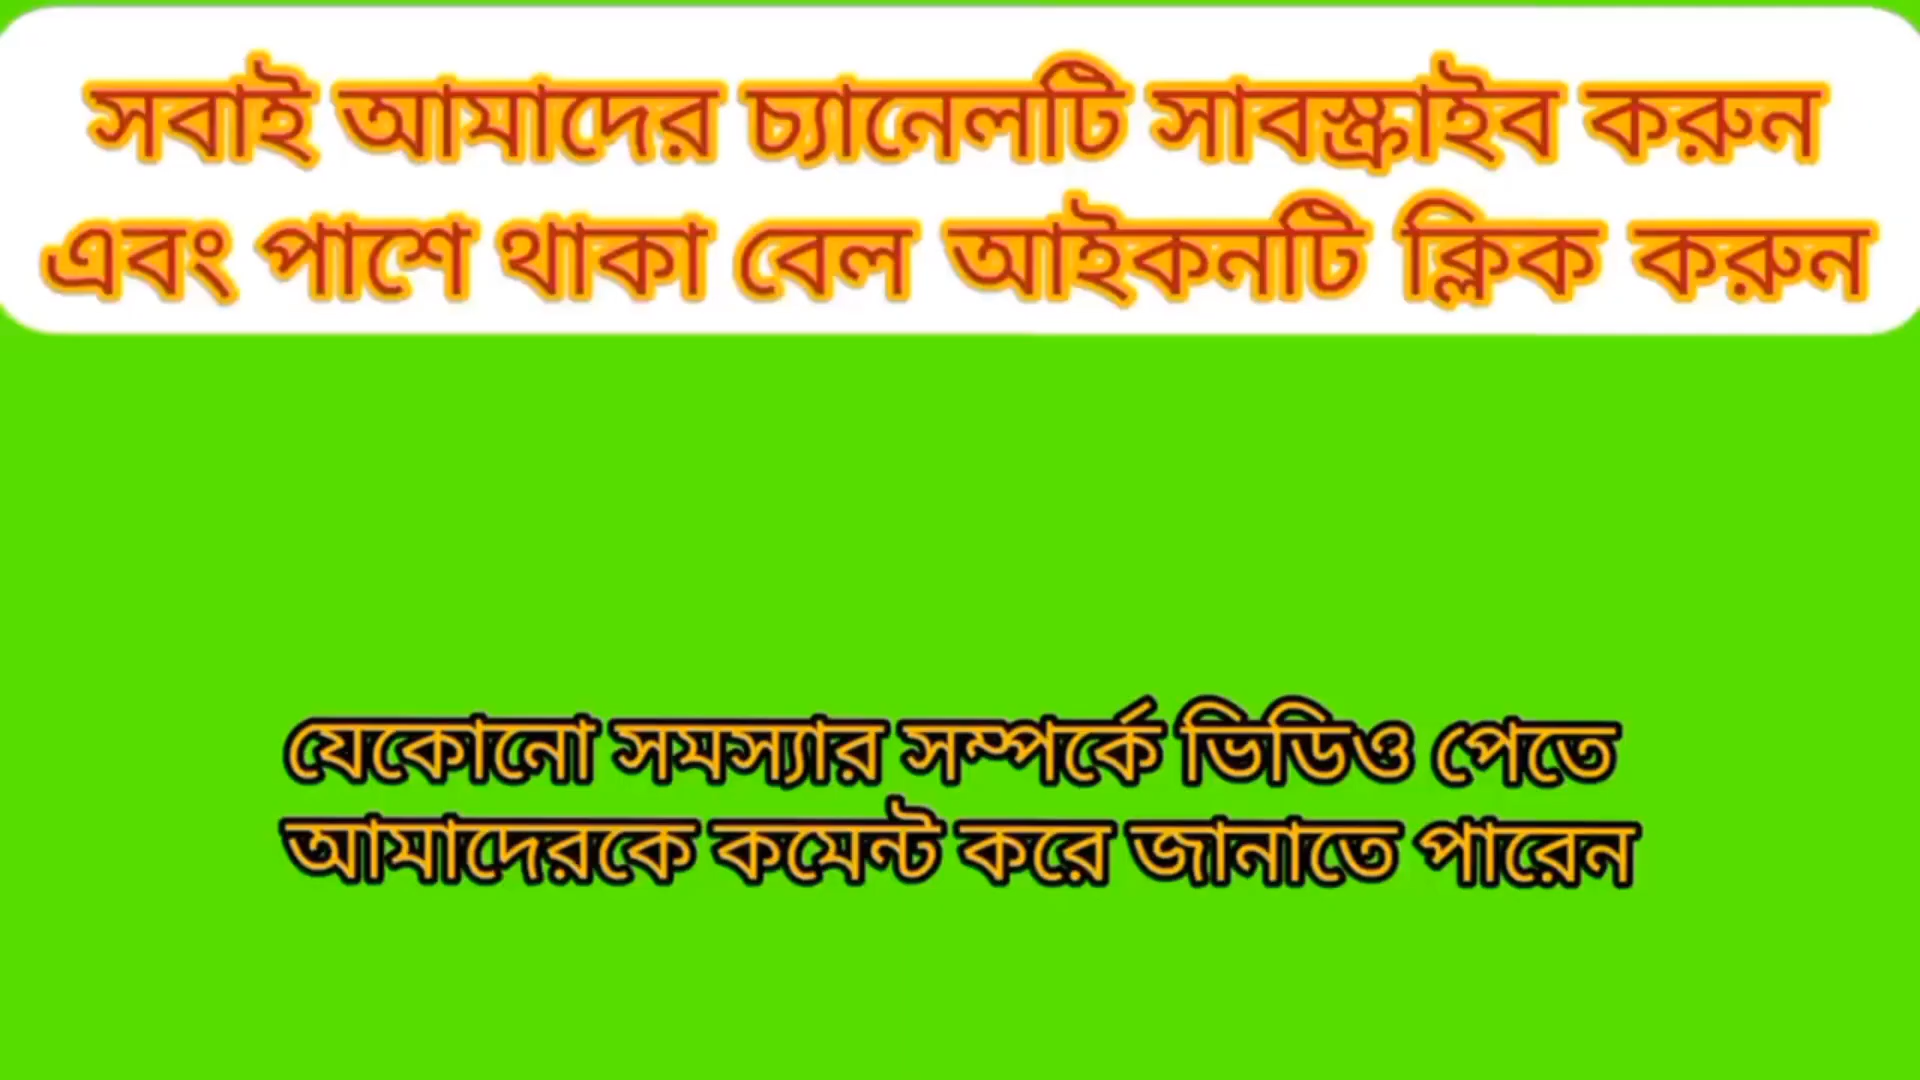 সবাই আমাদের চ্যানেলটি সাবস্ক্রাইব করুন
এবং পাশে থাকা বেল আইকনটি ক্লিক করুন
যেকোনো সমস্যার সম্পর্কে ভিডিও পেতে
আমাদেরকে কমেন্ট করে জানাতে পারেন